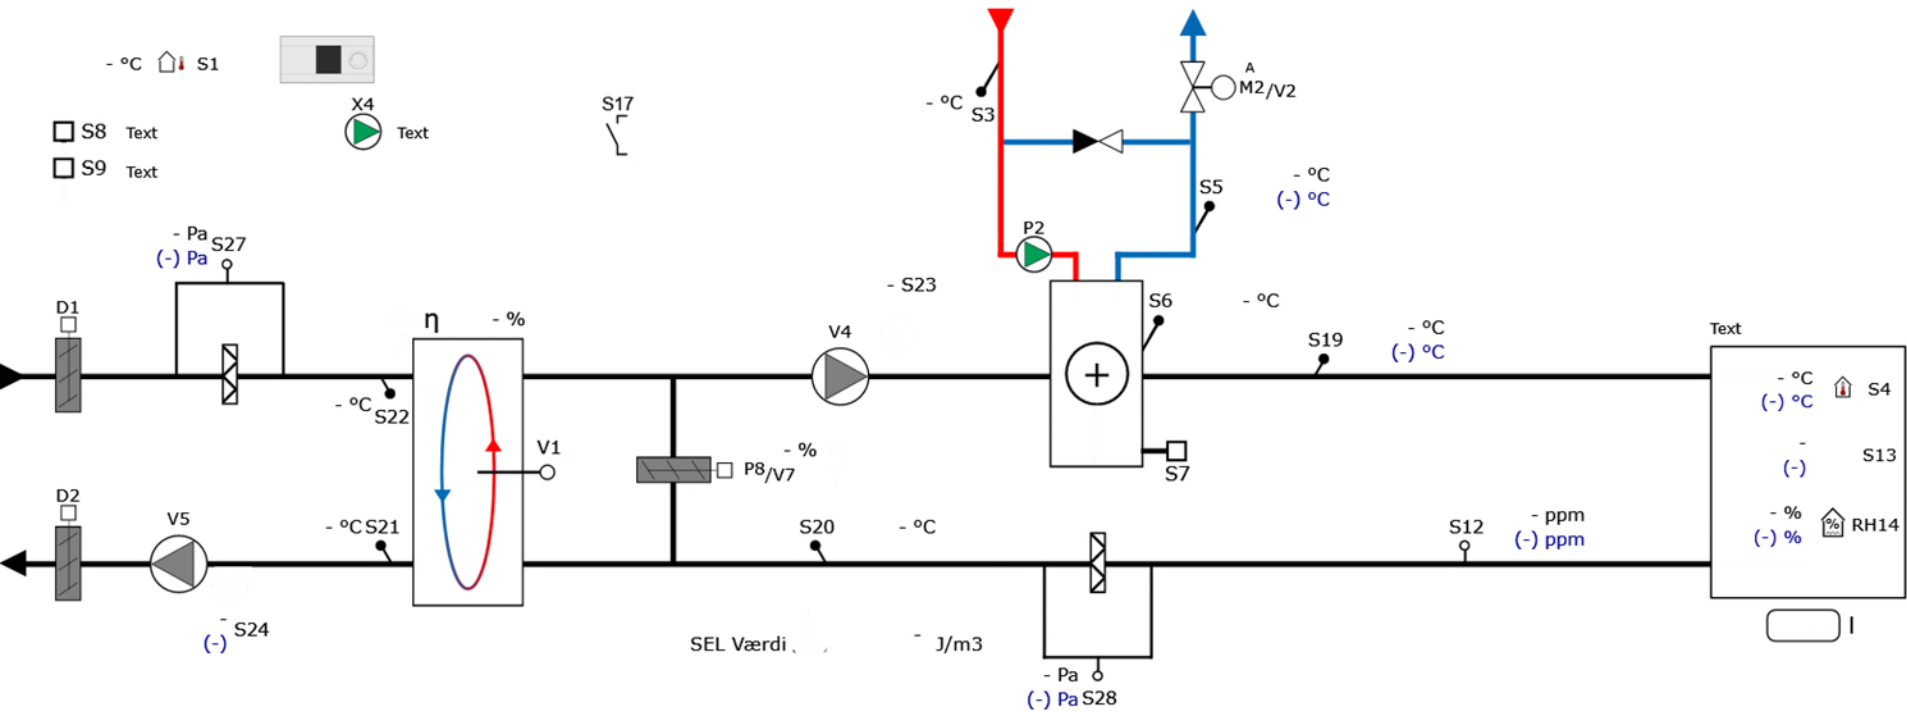 - °C S1
X4
Text
S8 Text
S9 Text
S17
- °C
S3
A
M2/V2
S5
- °C
(-) °C
P2
- Pa
(-) Pa
S27
D1
η - %
- S23
V4
S6
- °C
S19
- °C
(-) °C
Text
- °C
(-) °C
S4
- °C
S22
V1
- %
P8/V7
S7
-
(-)
S13
D2
V5
- °C S21
S20
- °C
S12
- ppm
(-) ppm
- %
(-) %
%
RH14
-
(-) S24
SEL Værdi - J/m3
I
- Pa
(-) Pa S28